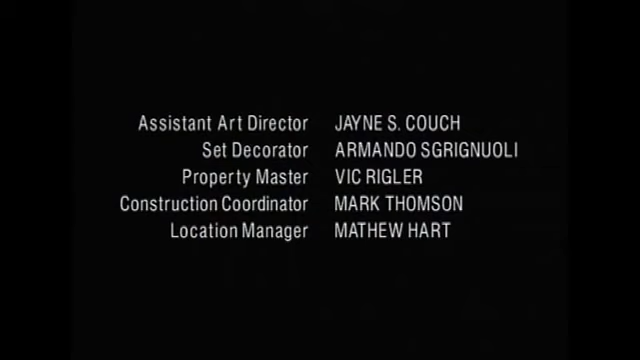 Assistant Art Director JAYNE S. COUCH
Set Decorator ARMANDO SGRIGNUOLI
Property Master VIC RIGLER
Construction Coordinator MARK THOMSON
Location Manager MATHEW HART